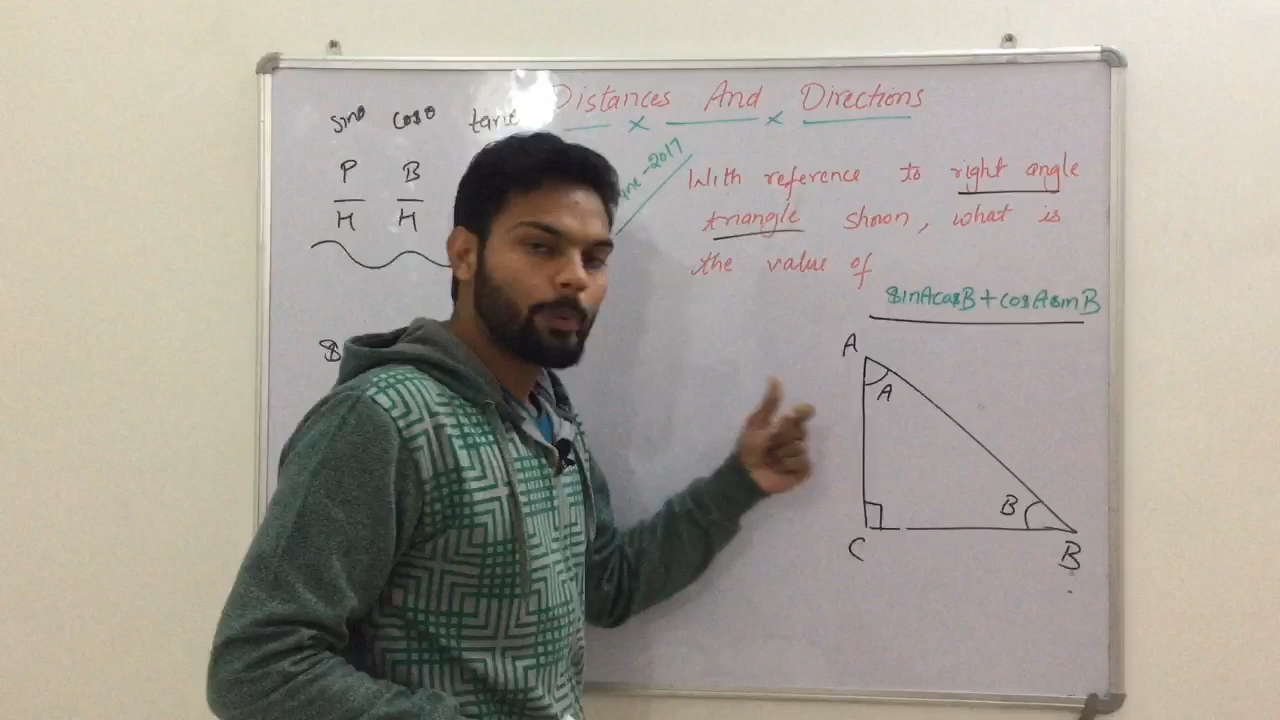 Distances And Directions
sinθ cosθ
P B
H H
2017
With reference to right angle
triangle shown, what is
the value of
sinAcosB+cosAsinB
A
A
B
C B